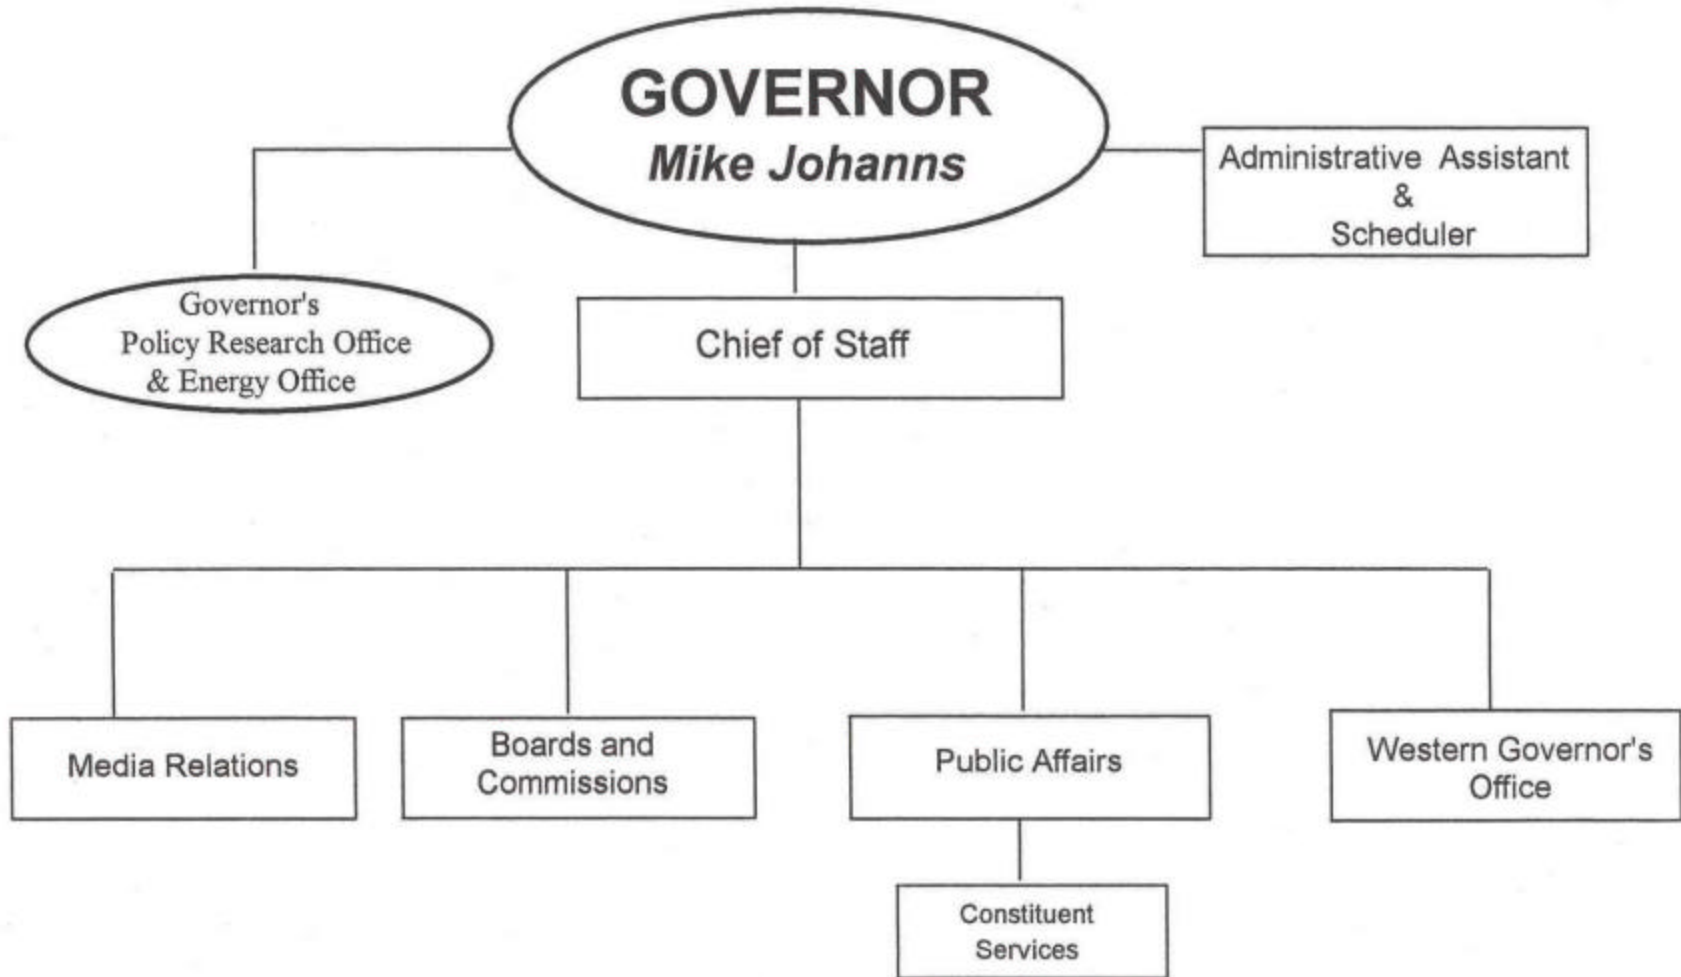 GOVERNOR
Mike Johanns
Administrative Assistant
&
Scheduler
Governor's
Policy Research Office
& Energy Office
Chief of Staff
Media Relations
Boards and
Commissions
Public Affairs
Western Governor's
Office
Constituent
Services